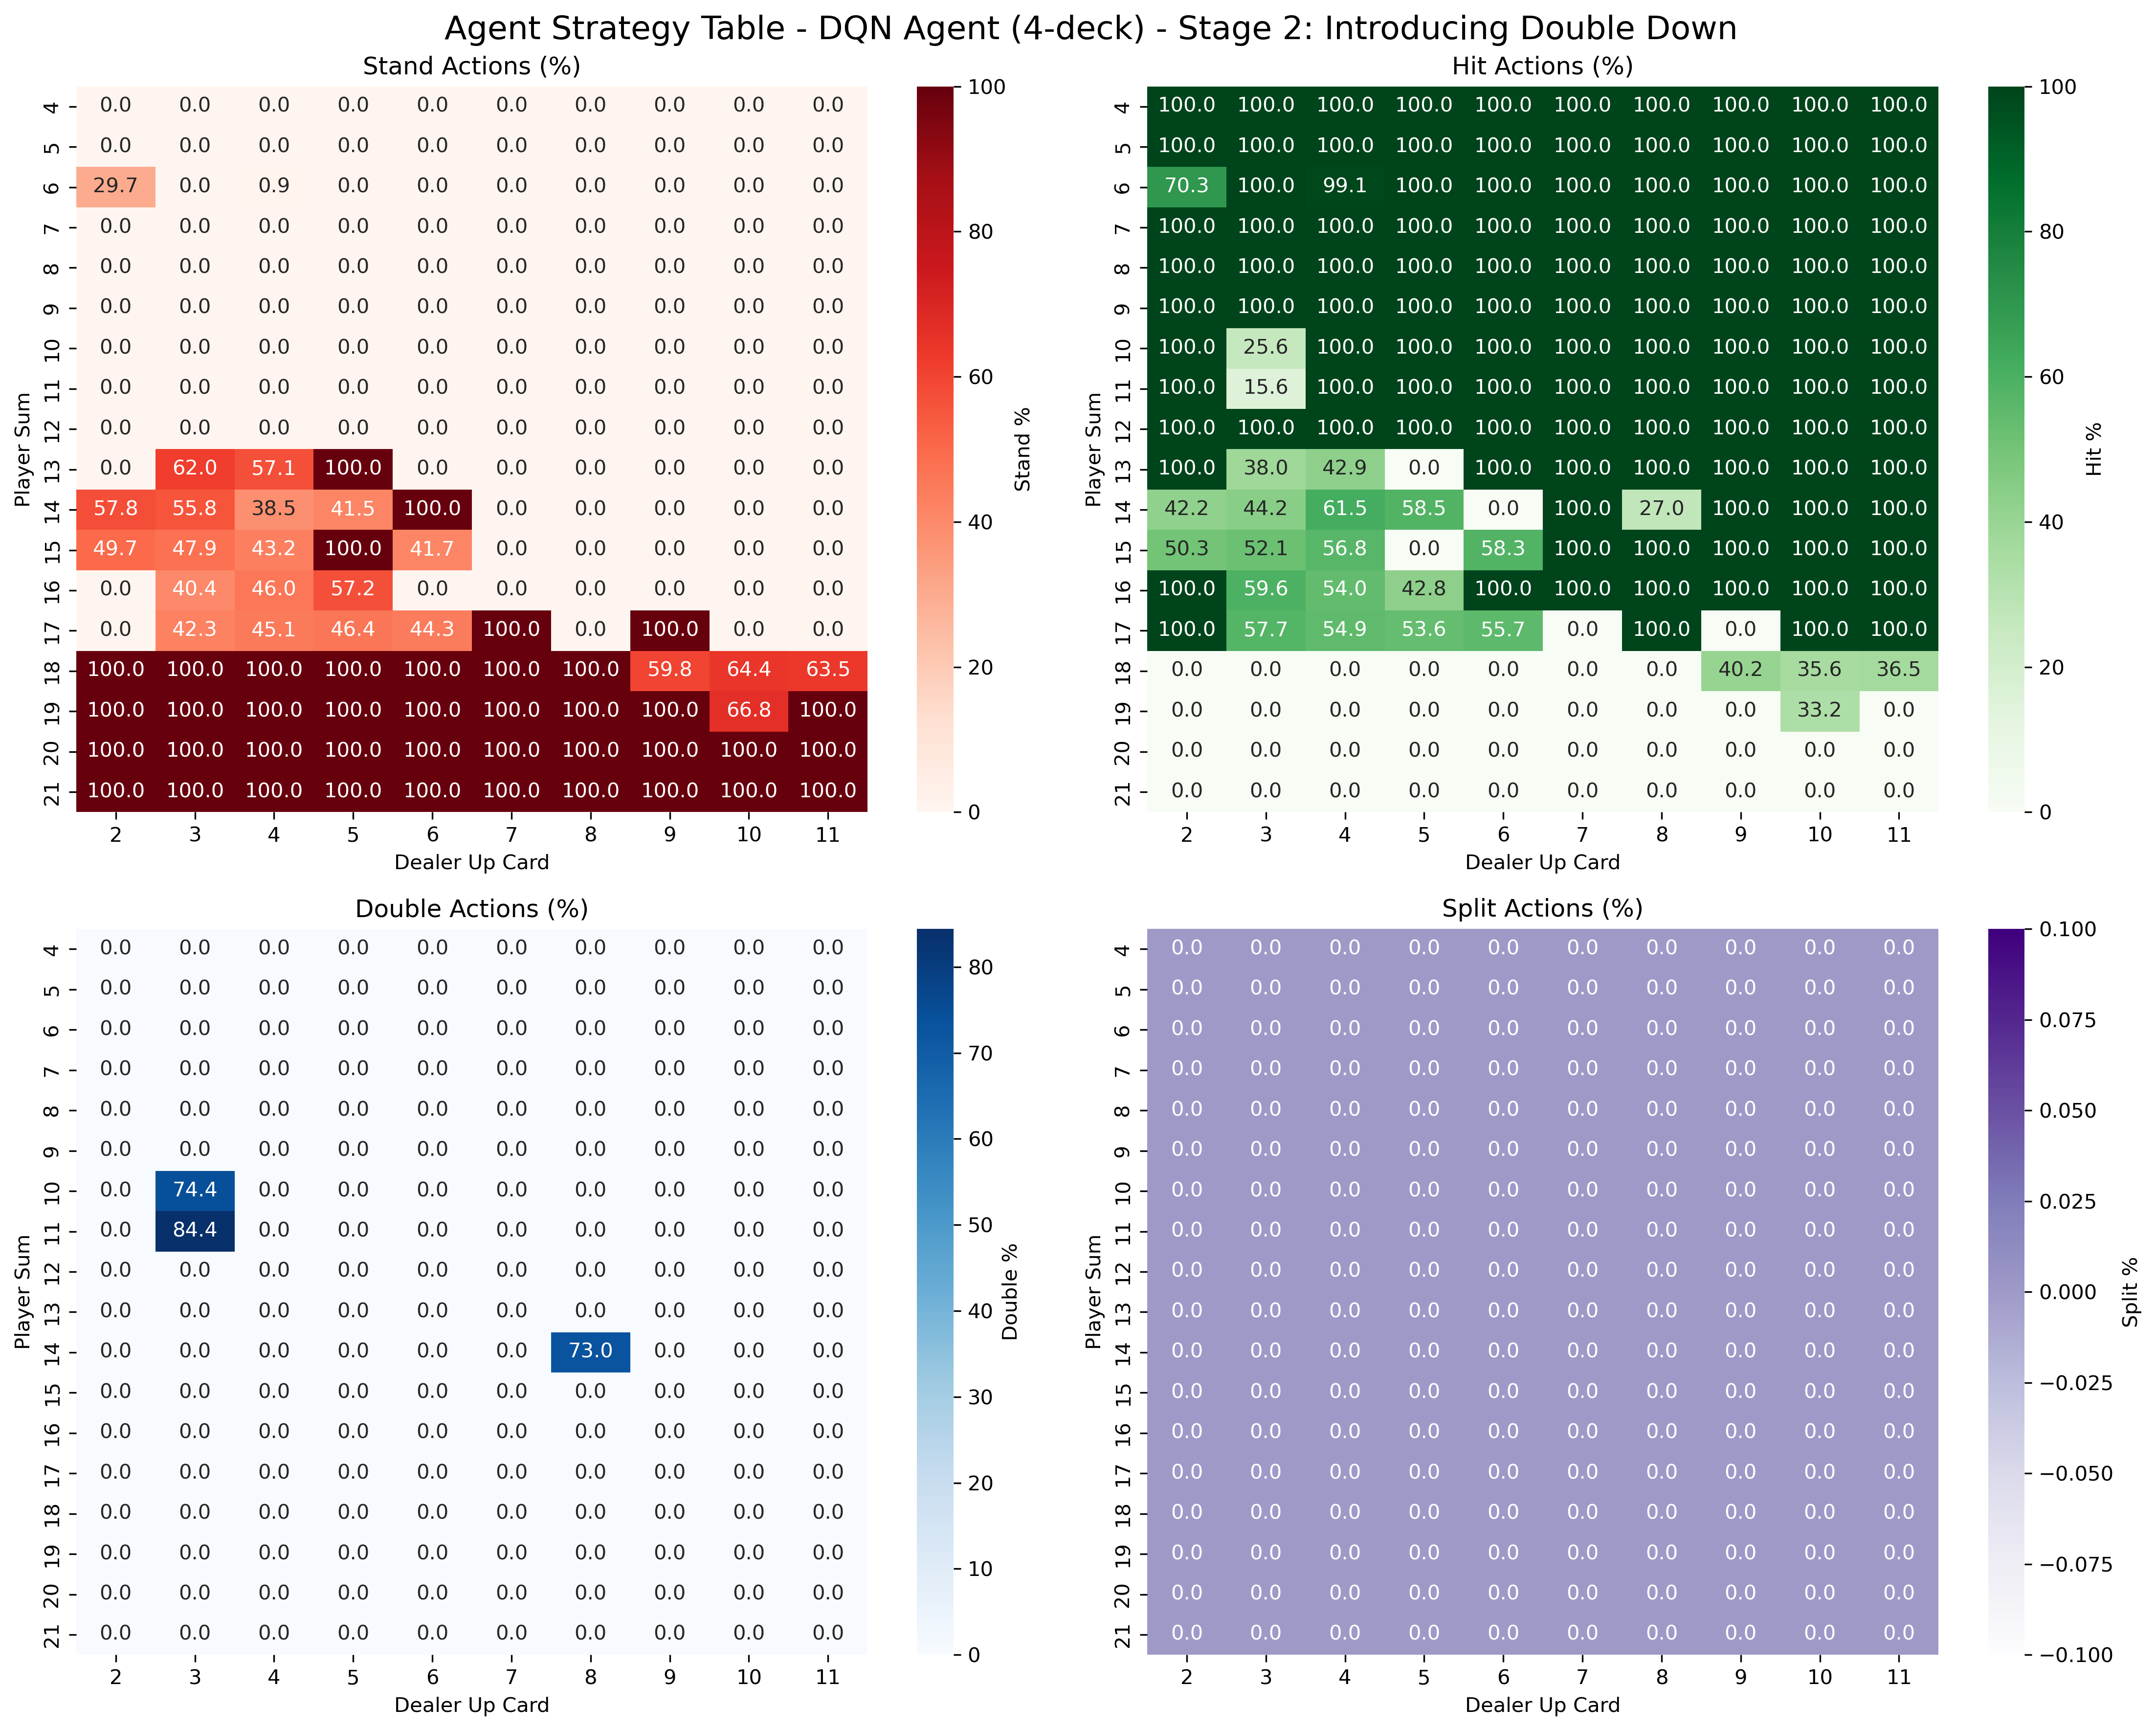 Agent Strategy Table - DQN Agent (4-deck) - Stage 2: Introducing Double Down
Stand Actions (%)
4 0.0 0.0 0.0 0.0 0.0 0.0 0.0 0.0 0.0 0.0
5 0.0 0.0 0.0 0.0 0.0 0.0 0.0 0.0 0.0 0.0
6 29.7 0.0 0.9 0.0 0.0 0.0 0.0 0.0 0.0 0.0
7 0.0 0.0 0.0 0.0 0.0 0.0 0.0 0.0 0.0 0.0
8 0.0 0.0 0.0 0.0 0.0 0.0 0.0 0.0 0.0 0.0
9 0.0 0.0 0.0 0.0 0.0 0.0 0.0 0.0 0.0 0.0
10 0.0 0.0 0.0 0.0 0.0 0.0 0.0 0.0 0.0 0.0
11 0.0 0.0 0.0 0.0 0.0 0.0 0.0 0.0 0.0 0.0
12 0.0 0.0 0.0 0.0 0.0 0.0 0.0 0.0 0.0 0.0
13 0.0 62.0 57.1 100.0 0.0 0.0 0.0 0.0 0.0 0.0
14 57.8 55.8 38.5 41.5 100.0 0.0 0.0 0.0 0.0 0.0
15 49.7 47.9 43.2 100.0 41.7 0.0 0.0 0.0 0.0 0.0
16 0.0 40.4 46.0 57.2 0.0 0.0 0.0 0.0 0.0 0.0
17 0.0 42.3 45.1 46.4 44.3 100.0 0.0 100.0 0.0 0.0
18 100.0 100.0 100.0 100.0 100.0 100.0 100.0 59.8 64.4 63.5
19 100.0 100.0 100.0 100.0 100.0 100.0 100.0 100.0 66.8 100.0
20 100.0 100.0 100.0 100.0 100.0 100.0 100.0 100.0 100.0 100.0
21 100.0 100.0 100.0 100.0 100.0 100.0 100.0 100.0 100.0 100.0
2 3 4 5 6 7 8 9 10 11
Dealer Up Card
Player Sum
100
80
60
40
20
0
Stand %
Hit Actions (%)
4 100.0 100.0 100.0 100.0 100.0 100.0 100.0 100.0 100.0 100.0
5 100.0 100.0 100.0 100.0 100.0 100.0 100.0 100.0 100.0 100.0
6 70.3 100.0 99.1 100.0 100.0 100.0 100.0 100.0 100.0 100.0
7 100.0 100.0 100.0 100.0 100.0 100.0 100.0 100.0 100.0 100.0
8 100.0 100.0 100.0 100.0 100.0 100.0 100.0 100.0 100.0 100.0
9 100.0 100.0 100.0 100.0 100.0 100.0 100.0 100.0 100.0 100.0
10 100.0 25.6 100.0 100.0 100.0 100.0 100.0 100.0 100.0 100.0
11 100.0 15.6 100.0 100.0 100.0 100.0 100.0 100.0 100.0 100.0
12 100.0 100.0 100.0 100.0 100.0 100.0 100.0 100.0 100.0 100.0
13 100.0 38.0 42.9 0.0 100.0 100.0 100.0 100.0 100.0 100.0
14 42.2 44.2 61.5 58.5 0.0 100.0 27.0 100.0 100.0 100.0
15 50.3 52.1 56.8 0.0 58.3 100.0 100.0 100.0 100.0 100.0
16 100.0 59.6 54.0 42.8 100.0 100.0 100.0 100.0 100.0 100.0
17 100.0 57.7 54.9 53.6 55.7 0.0 100.0 0.0 100.0 100.0
18 0.0 0.0 0.0 0.0 0.0 0.0 0.0 40.2 35.6 36.5
19 0.0 0.0 0.0 0.0 0.0 0.0 0.0 0.0 33.2 0.0
20 0.0 0.0 0.0 0.0 0.0 0.0 0.0 0.0 0.0 0.0
21 0.0 0.0 0.0 0.0 0.0 0.0 0.0 0.0 0.0 0.0
2 3 4 5 6 7 8 9 10 11
Dealer Up Card
Player Sum
100
80
60
40
20
0
Hit %
Double Actions (%)
4 0.0 0.0 0.0 0.0 0.0 0.0 0.0 0.0 0.0 0.0
5 0.0 0.0 0.0 0.0 0.0 0.0 0.0 0.0 0.0 0.0
6 0.0 0.0 0.0 0.0 0.0 0.0 0.0 0.0 0.0 0.0
7 0.0 0.0 0.0 0.0 0.0 0.0 0.0 0.0 0.0 0.0
8 0.0 0.0 0.0 0.0 0.0 0.0 0.0 0.0 0.0 0.0
9 0.0 0.0 0.0 0.0 0.0 0.0 0.0 0.0 0.0 0.0
10 0.0 74.4 0.0 0.0 0.0 0.0 0.0 0.0 0.0 0.0
11 0.0 84.4 0.0 0.0 0.0 0.0 0.0 0.0 0.0 0.0
12 0.0 0.0 0.0 0.0 0.0 0.0 0.0 0.0 0.0 0.0
13 0.0 0.0 0.0 0.0 0.0 0.0 0.0 0.0 0.0 0.0
14 0.0 0.0 0.0 0.0 0.0 0.0 73.0 0.0 0.0 0.0
15 0.0 0.0 0.0 0.0 0.0 0.0 0.0 0.0 0.0 0.0
16 0.0 0.0 0.0 0.0 0.0 0.0 0.0 0.0 0.0 0.0
17 0.0 0.0 0.0 0.0 0.0 0.0 0.0 0.0 0.0 0.0
18 0.0 0.0 0.0 0.0 0.0 0.0 0.0 0.0 0.0 0.0
19 0.0 0.0 0.0 0.0 0.0 0.0 0.0 0.0 0.0 0.0
20 0.0 0.0 0.0 0.0 0.0 0.0 0.0 0.0 0.0 0.0
21 0.0 0.0 0.0 0.0 0.0 0.0 0.0 0.0 0.0 0.0
2 3 4 5 6 7 8 9 10 11
Dealer Up Card
Player Sum
80
70
60
50
40
30
20
10
0
Double %
Split Actions (%)
4 0.0 0.0 0.0 0.0 0.0 0.0 0.0 0.0 0.0 0.0
5 0.0 0.0 0.0 0.0 0.0 0.0 0.0 0.0 0.0 0.0
6 0.0 0.0 0.0 0.0 0.0 0.0 0.0 0.0 0.0 0.0
7 0.0 0.0 0.0 0.0 0.0 0.0 0.0 0.0 0.0 0.0
8 0.0 0.0 0.0 0.0 0.0 0.0 0.0 0.0 0.0 0.0
9 0.0 0.0 0.0 0.0 0.0 0.0 0.0 0.0 0.0 0.0
10 0.0 0.0 0.0 0.0 0.0 0.0 0.0 0.0 0.0 0.0
11 0.0 0.0 0.0 0.0 0.0 0.0 0.0 0.0 0.0 0.0
12 0.0 0.0 0.0 0.0 0.0 0.0 0.0 0.0 0.0 0.0
13 0.0 0.0 0.0 0.0 0.0 0.0 0.0 0.0 0.0 0.0
14 0.0 0.0 0.0 0.0 0.0 0.0 0.0 0.0 0.0 0.0
15 0.0 0.0 0.0 0.0 0.0 0.0 0.0 0.0 0.0 0.0
16 0.0 0.0 0.0 0.0 0.0 0.0 0.0 0.0 0.0 0.0
17 0.0 0.0 0.0 0.0 0.0 0.0 0.0 0.0 0.0 0.0
18 0.0 0.0 0.0 0.0 0.0 0.0 0.0 0.0 0.0 0.0
19 0.0 0.0 0.0 0.0 0.0 0.0 0.0 0.0 0.0 0.0
20 0.0 0.0 0.0 0.0 0.0 0.0 0.0 0.0 0.0 0.0
21 0.0 0.0 0.0 0.0 0.0 0.0 0.0 0.0 0.0 0.0
2 3 4 5 6 7 8 9 10 11
Dealer Up Card
Player Sum
0.100
0.075
0.050
0.025
0.000
−0.025
−0.050
−0.075
−0.100
Split %